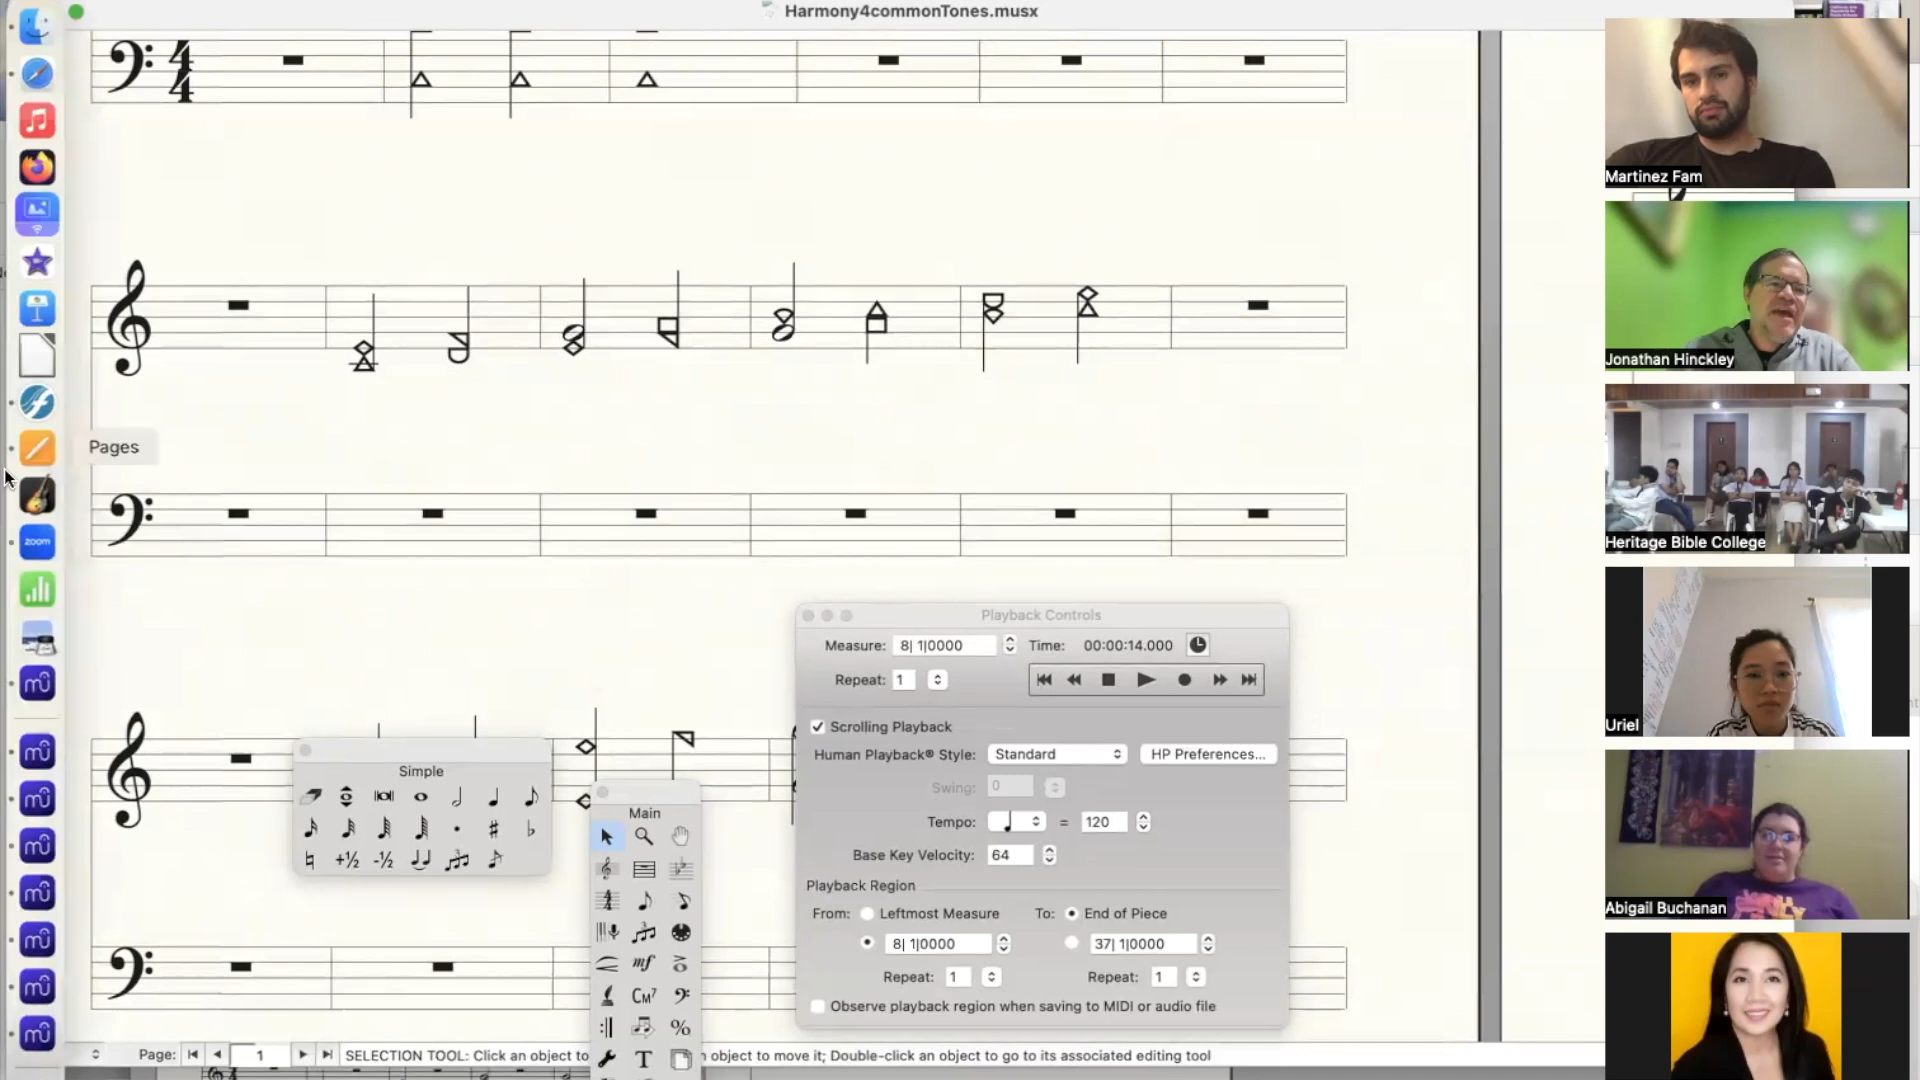 Harmony4commonTones.musx
4
4
Martinez Fam
Jonathan Hinckley
Pages
zoom
Heritage Bible College
Playback Controls
Measure: 8| 1|0000 Time: 00:00:14.000
Repeat: 1
Uriel
Scrolling Playback
Human Playback® Style: Standard HP Preferences...
Swing: 0
Simple
Main
Tempo: = 120
+½ -½
Base Key Velocity: 64
Playback Region
Abigail Buchanan
From: Leftmost Measure To: End of Piece
8| 1|0000 37| 1|0000
mf
Repeat: 1 Repeat: 1
CM7
Observe playback region when saving to MIDI or audio file
%
T
Page: 1 SELECTION TOOL: Click an object to n object to move it; Double-click an object to go to its associated editing tool